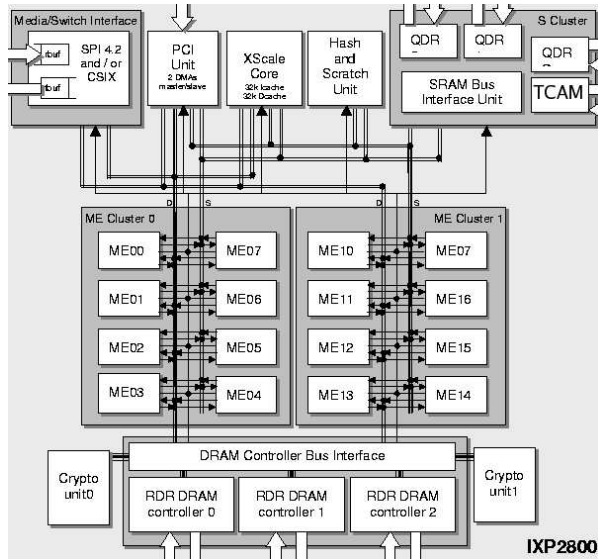 Media/Switch Interface
SPI 4.2
and / or
CSIX
rbuf
tbuf
PCI
Unit
2 DMAs
master/slave
XScale
Core
32k Icache
32k Dcache
Hash
and
Scratch
Unit
S Cluster
QDR
QDR
QDR
SRAM Bus
Interface Unit
TCAM
D
S
D
S
ME Cluster 0
ME00
ME07
ME01
ME06
ME02
ME05
ME03
ME04
ME Cluster 1
ME10
ME07
ME11
ME16
ME12
ME15
ME13
ME14
DRAM Controller Bus Interface
Crypto
unit0
RDR DRAM
controller 0
RDR DRAM
controller 1
RDR DRAM
controller 2
Crypto
unit1
IXP2800